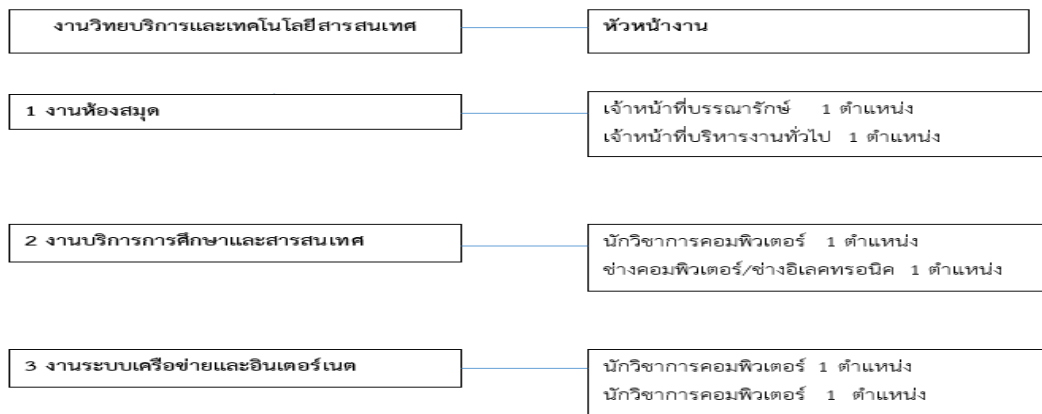 งานวิทยบริการและเทคโนโลยีสารสนเทศ
หัวหน้างาน
1 งานห้องสมุด
เจ้าหน้าที่บรรณารักษ์ 1 ตำแหน่ง
เจ้าหน้าที่บริหารงานทั่วไป 1 ตำแหน่ง
2 งานบริการการศึกษาและสารสนเทศ
นักวิชาการคอมพิวเตอร์ 1 ตำแหน่ง
ช่างคอมพิวเตอร์/ช่างอิเลคทรอนิค 1 ตำแหน่ง
3 งานระบบเครือข่ายและอินเตอร์เนต
นักวิชาการคอมพิวเตอร์ 1 ตำแหน่ง
นักวิชาการคอมพิวเตอร์ 1 ตำแหน่ง